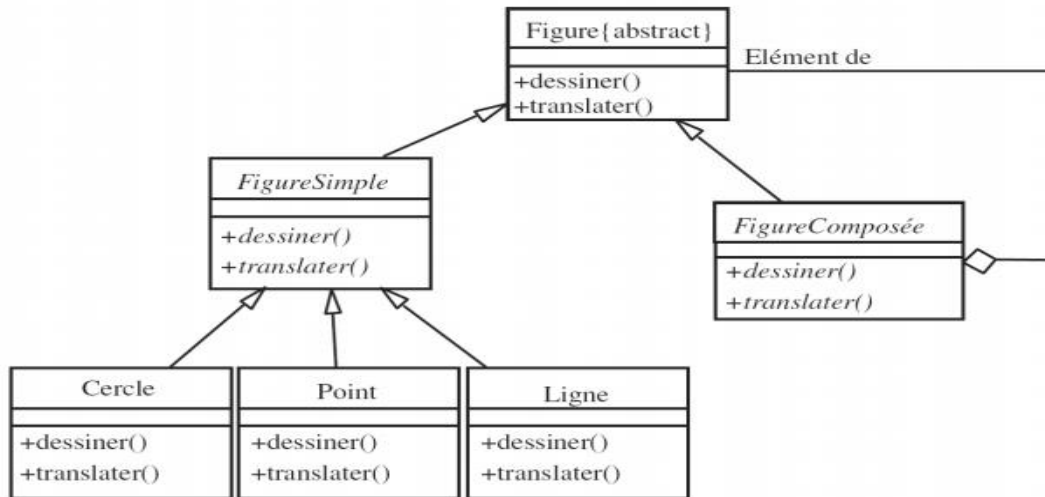 Figure{abstract}
+dessiner()
+translater()
Elément de
FigureSimple
+dessiner()
+translater()
FigureComposée
+dessiner()
+translater()
Cercle
+dessiner()
+translater()
Point
+dessiner()
+translater()
Ligne
+dessiner()
+translater()